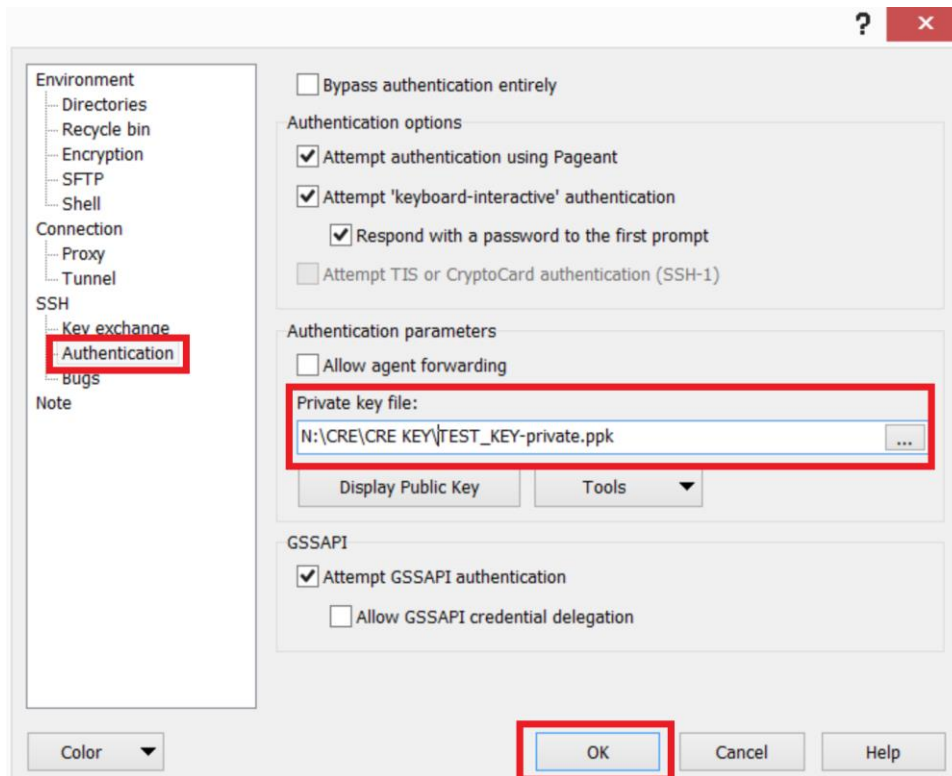 ?
Environment
Directories
Recycle bin
Encryption
SFTP
Shell
Connection
Proxy
Tunnel
SSH
Key exchange
Authentication
Bugs
Note
Bypass authentication entirely
Authentication options
Attempt authentication using Pageant
Attempt 'keyboard-interactive' authentication
Respond with a password to the first prompt
Attempt TIS or CryptoCard authentication (SSH-1)
Authentication parameters
Allow agent forwarding
Private key file:
N:\CRE\CRE KEY\TEST_KEY-private.ppk
...
Display Public Key
Tools
GSSAPI
Attempt GSSAPI authentication
Allow GSSAPI credential delegation
Color
OK
Cancel
Help